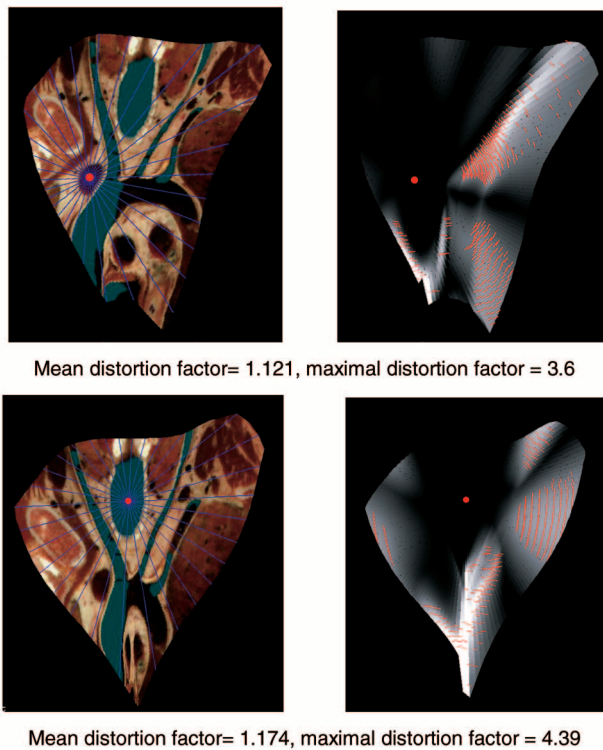 Mean distortion factor= 1.121, maximal distortion factor = 3.6
Mean distortion factor= 1.174, maximal distortion factor = 4.39